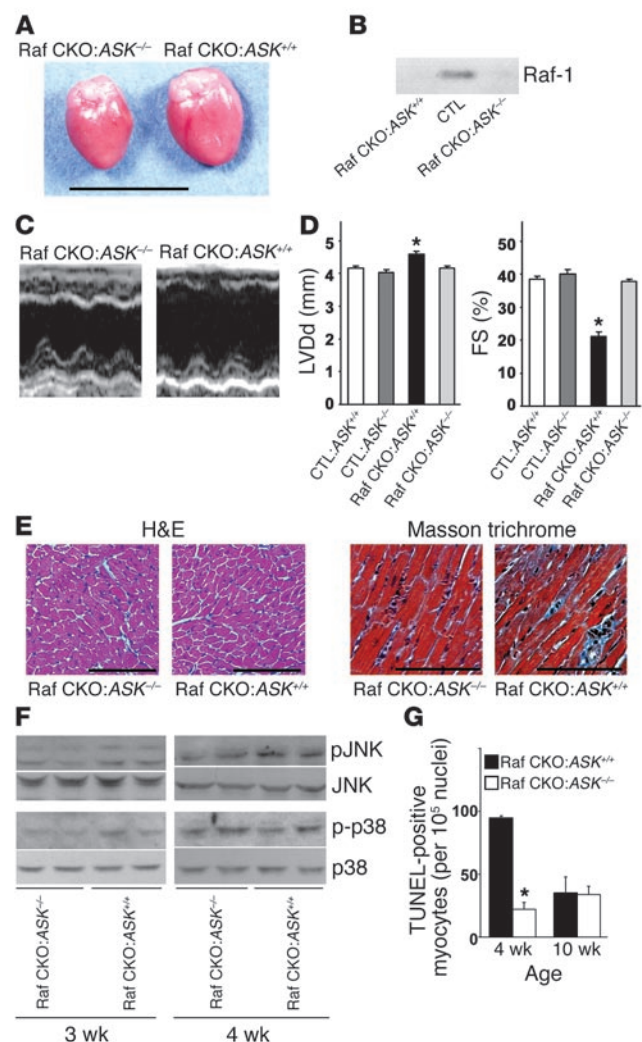 A
Raf CKO:ASK–/– Raf CKO:ASK+/+
B
Raf-1
Raf CKO:ASK+/+
CTL
Raf CKO:ASK–/–
C
Raf CKO:ASK–/– Raf CKO:ASK+/+
D
LVDd (mm)
5
4
3
2
1
0
CTL:ASK+/+
CTL:ASK–/–
Raf CKO:ASK+/+
Raf CKO:ASK–/–
*
FS (%)
50
40
30
20
10
0
CTL:ASK+/+
CTL:ASK–/–
Raf CKO:ASK+/+
Raf CKO:ASK–/–
*
E
H&E
Masson trichrome
Raf CKO:ASK–/– Raf CKO:ASK+/+
Raf CKO:ASK–/– Raf CKO:ASK+/+
F
pJNK
JNK
p-p38
p38
Raf CKO:ASK–/–
Raf CKO:ASK+/+
Raf CKO:ASK–/–
Raf CKO:ASK+/+
3 wk
4 wk
G
Raf CKO:ASK+/+
Raf CKO:ASK–/–
TUNEL-positive
myocytes (per 10⁵ nuclei)
100
50
0
*
4 wk 10 wk
Age